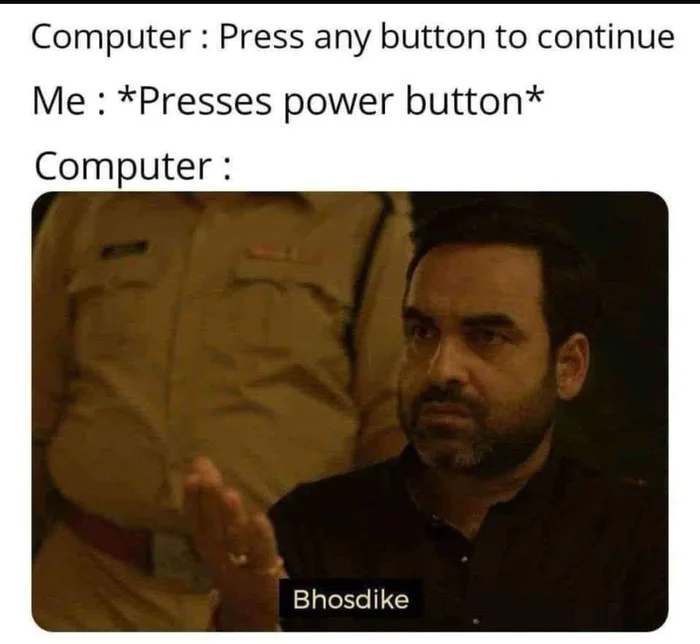 Computer : Press any button to continue
Me : *Presses power button*
Computer :
Bhosdike